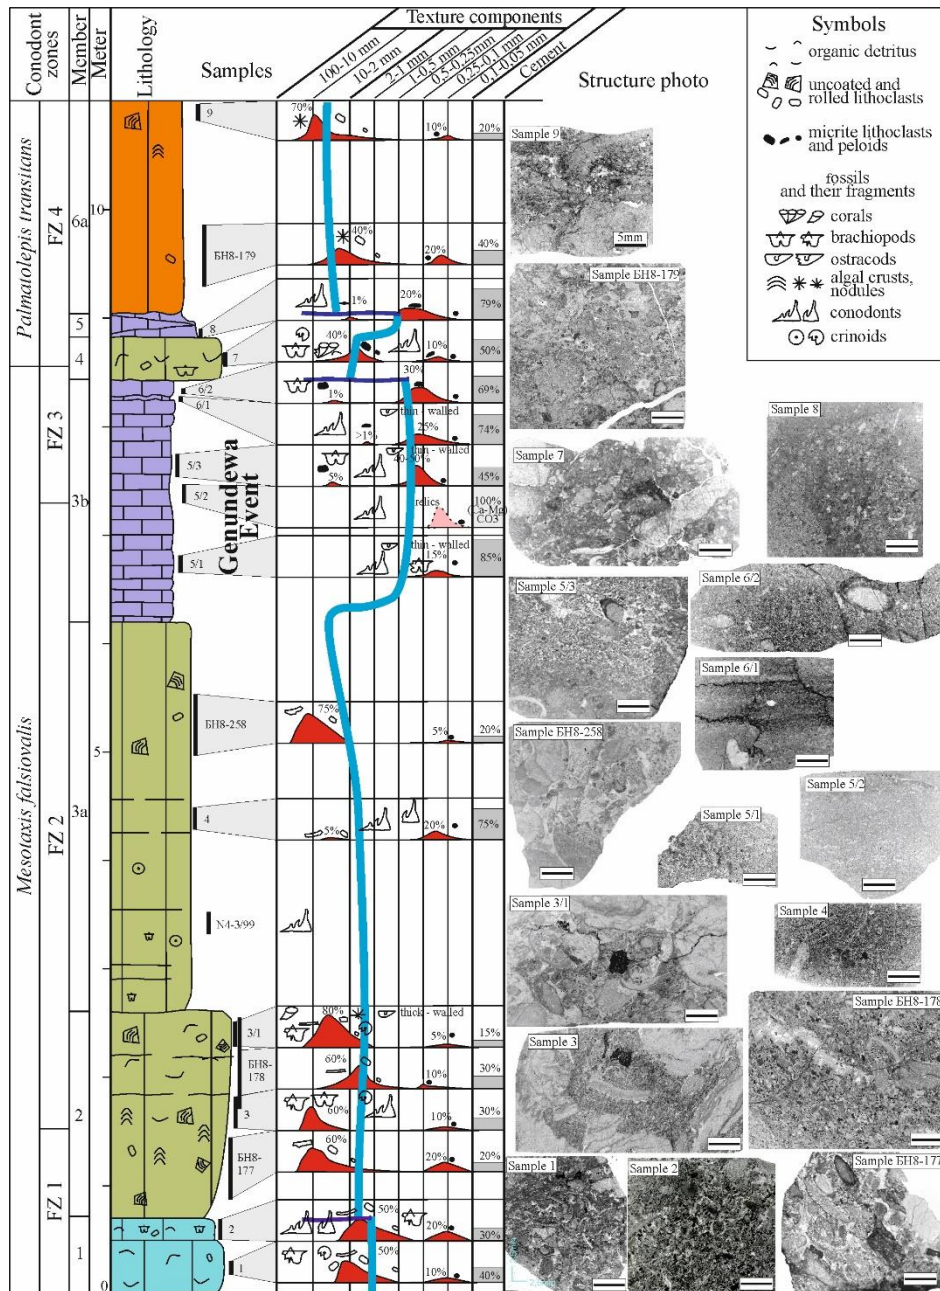 Conodont
zones
Member
Meter
Lithology
Samples
Texture components
100-10 mm
10-2 mm
2-1 mm
1-0,5 mm
0,5-0,25mm
0,25-0,1 mm
0,1-0,05 mm
Cement
Structure photo
Symbols
organic detritus
uncoated and
rolled lithoclasts
micrite lithoclasts
and peloids
fossils
and their fragments
corals
brachiopods
ostracods
algal crusts,
nodules
conodonts
crinoids
Palmatolepis transitans
Mesotaxis falsiovalis
FZ 4
FZ 3
FZ 2
FZ 1
6a
5
4
3b
3a
2
1
10
5
0
Genundewa
Event
9
70%
10%
20%
БН8-179
40%
20%
40%
8
1%
20%
79%
7
40%
10%
50%
6/2
30%
1%
69%
6/1
thin - walled
>1%
25%
74%
5/3
thin - walled
40-50%
5%
45%
5/2
relics
100%
(Ca-Mg)
CO3
5/1
thin - walled
15%
85%
БН8-258
75%
5%
20%
4
5%
20%
75%
N4-3/99
3/1
80%
thick - walled
5%
15%
БН8-
178
60%
10%
30%
3
60%
10%
30%
БН8-
177
60%
20%
20%
2
50%
20%
30%
1
50%
10%
40%
Sample 9
5mm
Sample БН8-179
Sample 8
Sample 7
Sample 6/2
Sample 5/3
Sample 6/1
Sample БН8-258
Sample 5/2
Sample 5/1
Sample 3/1
Sample 4
Sample БН8-178
Sample 3
Sample 1
Sample 2
Sample БН8-177